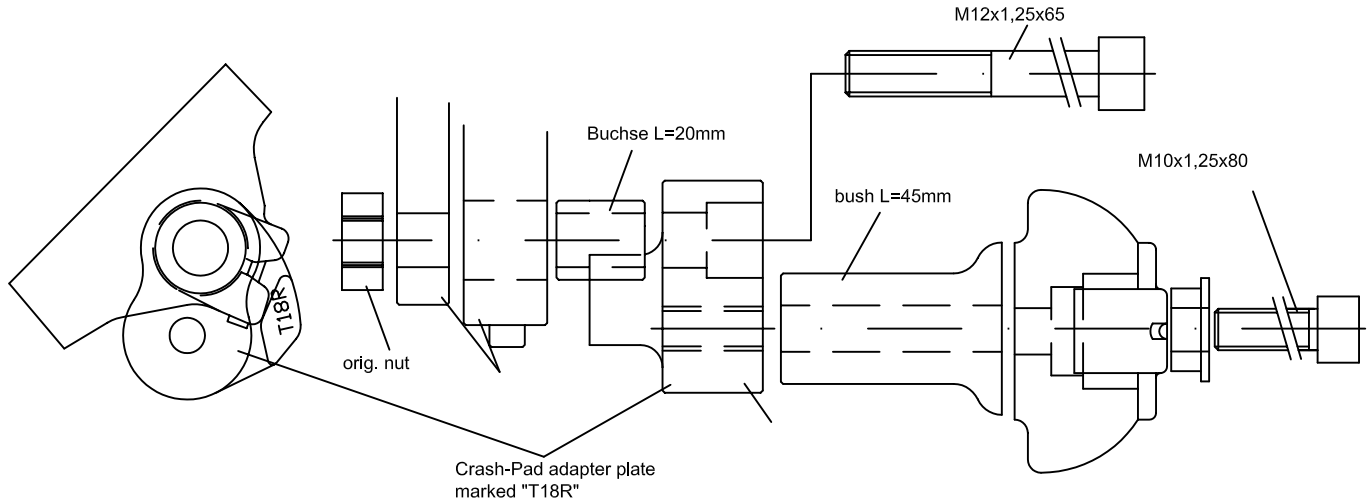 M12x1,25x65
Buchse L=20mm
M10x1,25x80
bush L=45mm
T18R
orig. nut
Crash-Pad adapter plate
marked "T18R"